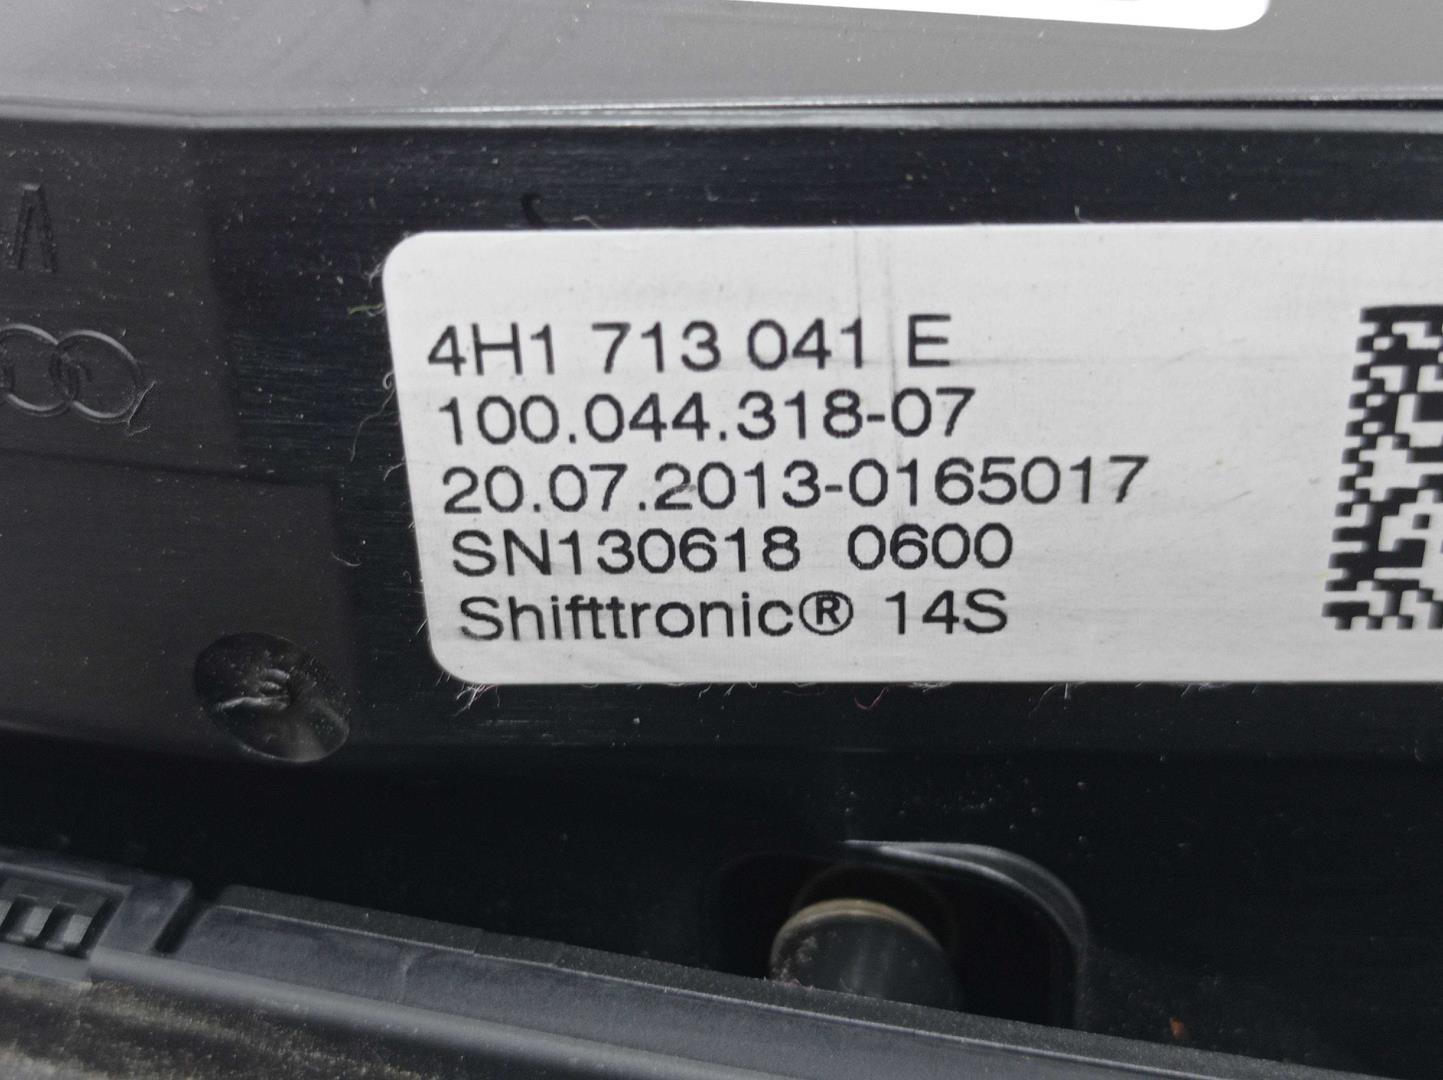 4H1 713 041 E
100.044.318-07
20.07.2013-0165017
SN130618 0600
Shifttronic® 14S